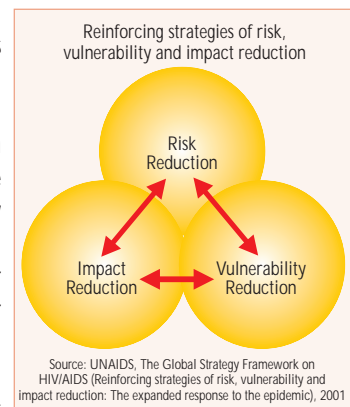 Reinforcing strategies of risk,
vulnerability and impact reduction
Risk
Reduction
Impact
Reduction
Vulnerability
Reduction
Source: UNAIDS, The Global Strategy Framework on
HIV/AIDS (Reinforcing strategies of risk, vulnerability and
impact reduction: The expanded response to the epidemic), 2001